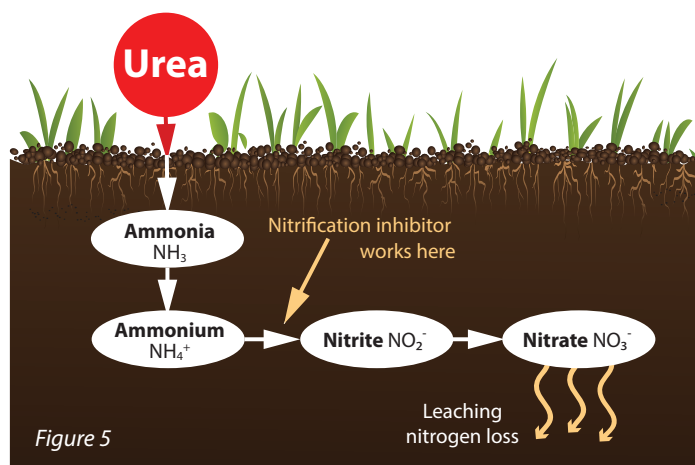 Urea
Ammonia
NH₃
Nitrification inhibitor
works here
Ammonium
NH₄⁺
Nitrite NO₂⁻
Nitrate NO₃⁻
Leaching
nitrogen loss
Figure 5